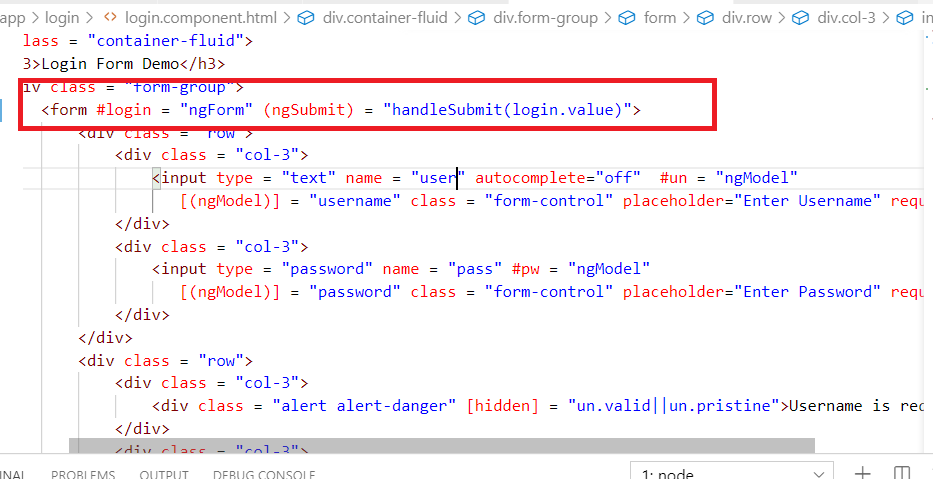 app > login > login.component.html > div.container-fluid > div.form-group > form > div.row > div.col-3 > in
lass = "container-fluid">
3>Login Form Demo</h3>
iv class = "form-group">
<form #login = "ngForm" (ngSubmit) = "handleSubmit(login.value)">
<div class = "row">
<div class = "col-3">
<input type = "text" name = "user" autocomplete="off" #un = "ngModel"
[(ngModel)] = "username" class = "form-control" placeholder="Enter Username" requ
</div>
<div class = "col-3">
<input type = "password" name = "pass" #pw = "ngModel"
[(ngModel)] = "password" class = "form-control" placeholder="Enter Password" requ
</div>
</div>
<div class = "row">
<div class = "col-3">
<div class = "alert alert-danger" [hidden] = "un.valid||un.pristine">Username is req
</div>
<div class = "col-3">
INAL PROBLEMS OUTPUT DEBUG CONSOLE 1: node